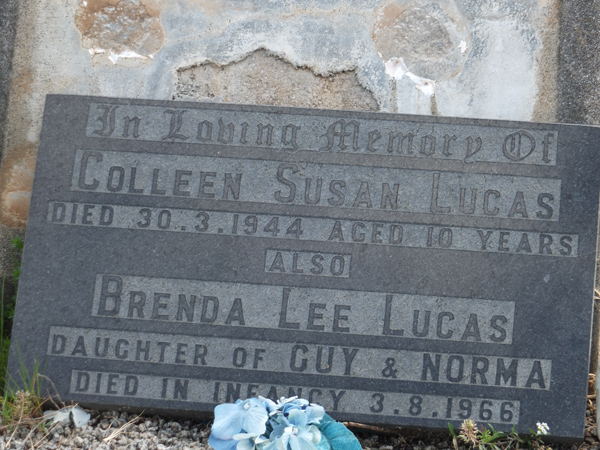 In Loving Memory Of
COLLEEN SUSAN LUCAS
DIED 30.3.1944 AGED 10 YEARS
ALSO
BRENDA LEE LUCAS
DAUGHTER OF GUY & NORMA
DIED IN INFANCY 3.8.1966